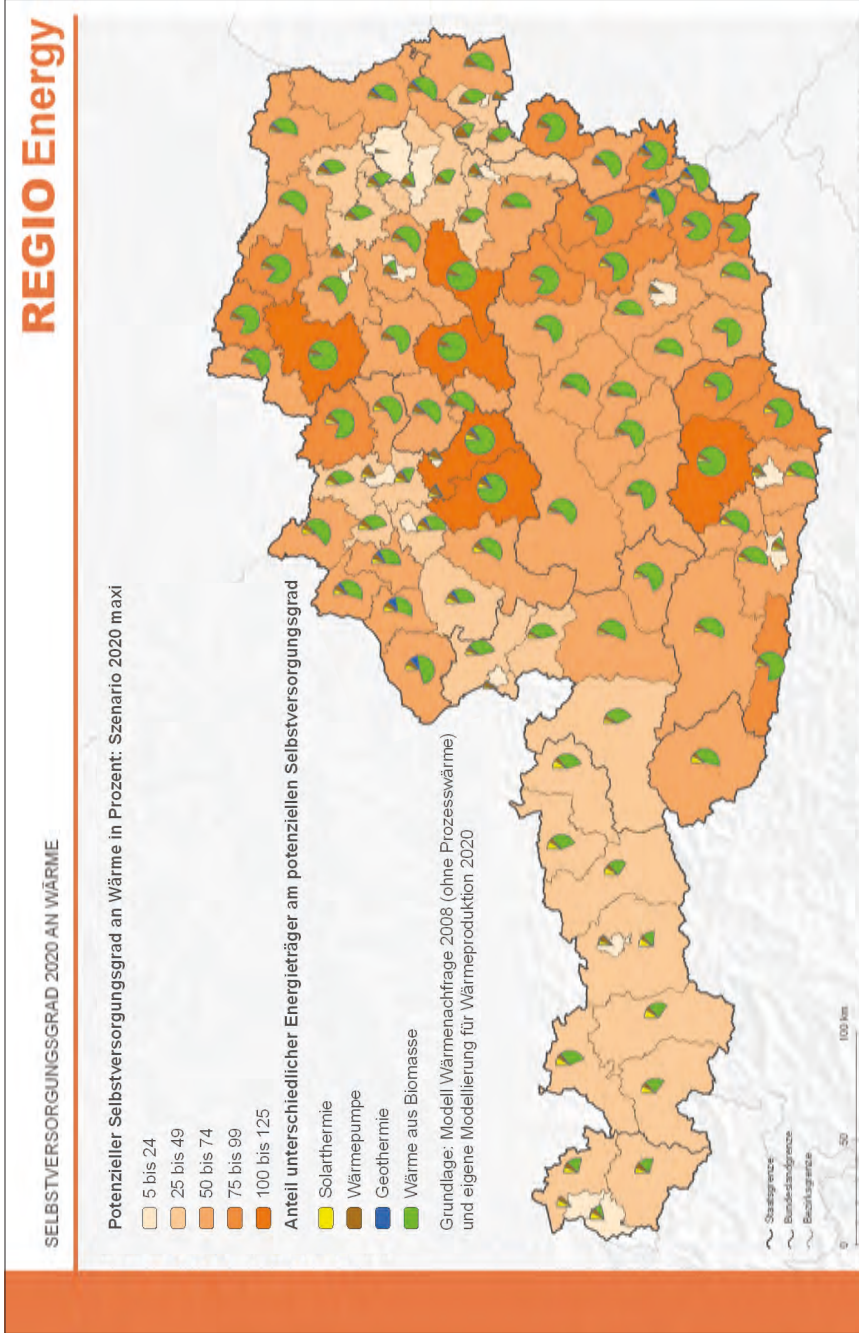 REGIO Energy
SELBSTVERSORGUNGSGRAD 2020 AN WÄRME
Potenzieller Selbstversorgungsgrad an Wärme in Prozent: Szenario 2020 maxi
5 bis 24
25 bis 49
50 bis 74
75 bis 99
100 bis 125
Anteil unterschiedlicher Energieträger am potenziellen Selbstversorgungsgrad
Solarthermie
Wärmepumpe
Geothermie
Wärme aus Biomasse
Grundlage: Modell Wärmenachfrage 2008 (ohne Prozesswärme)
und eigene Modellierung für Wärmeproduktion 2020
Staatsgrenze
Bundeslandgrenze
Bezirksgrenze
0 50 100 km